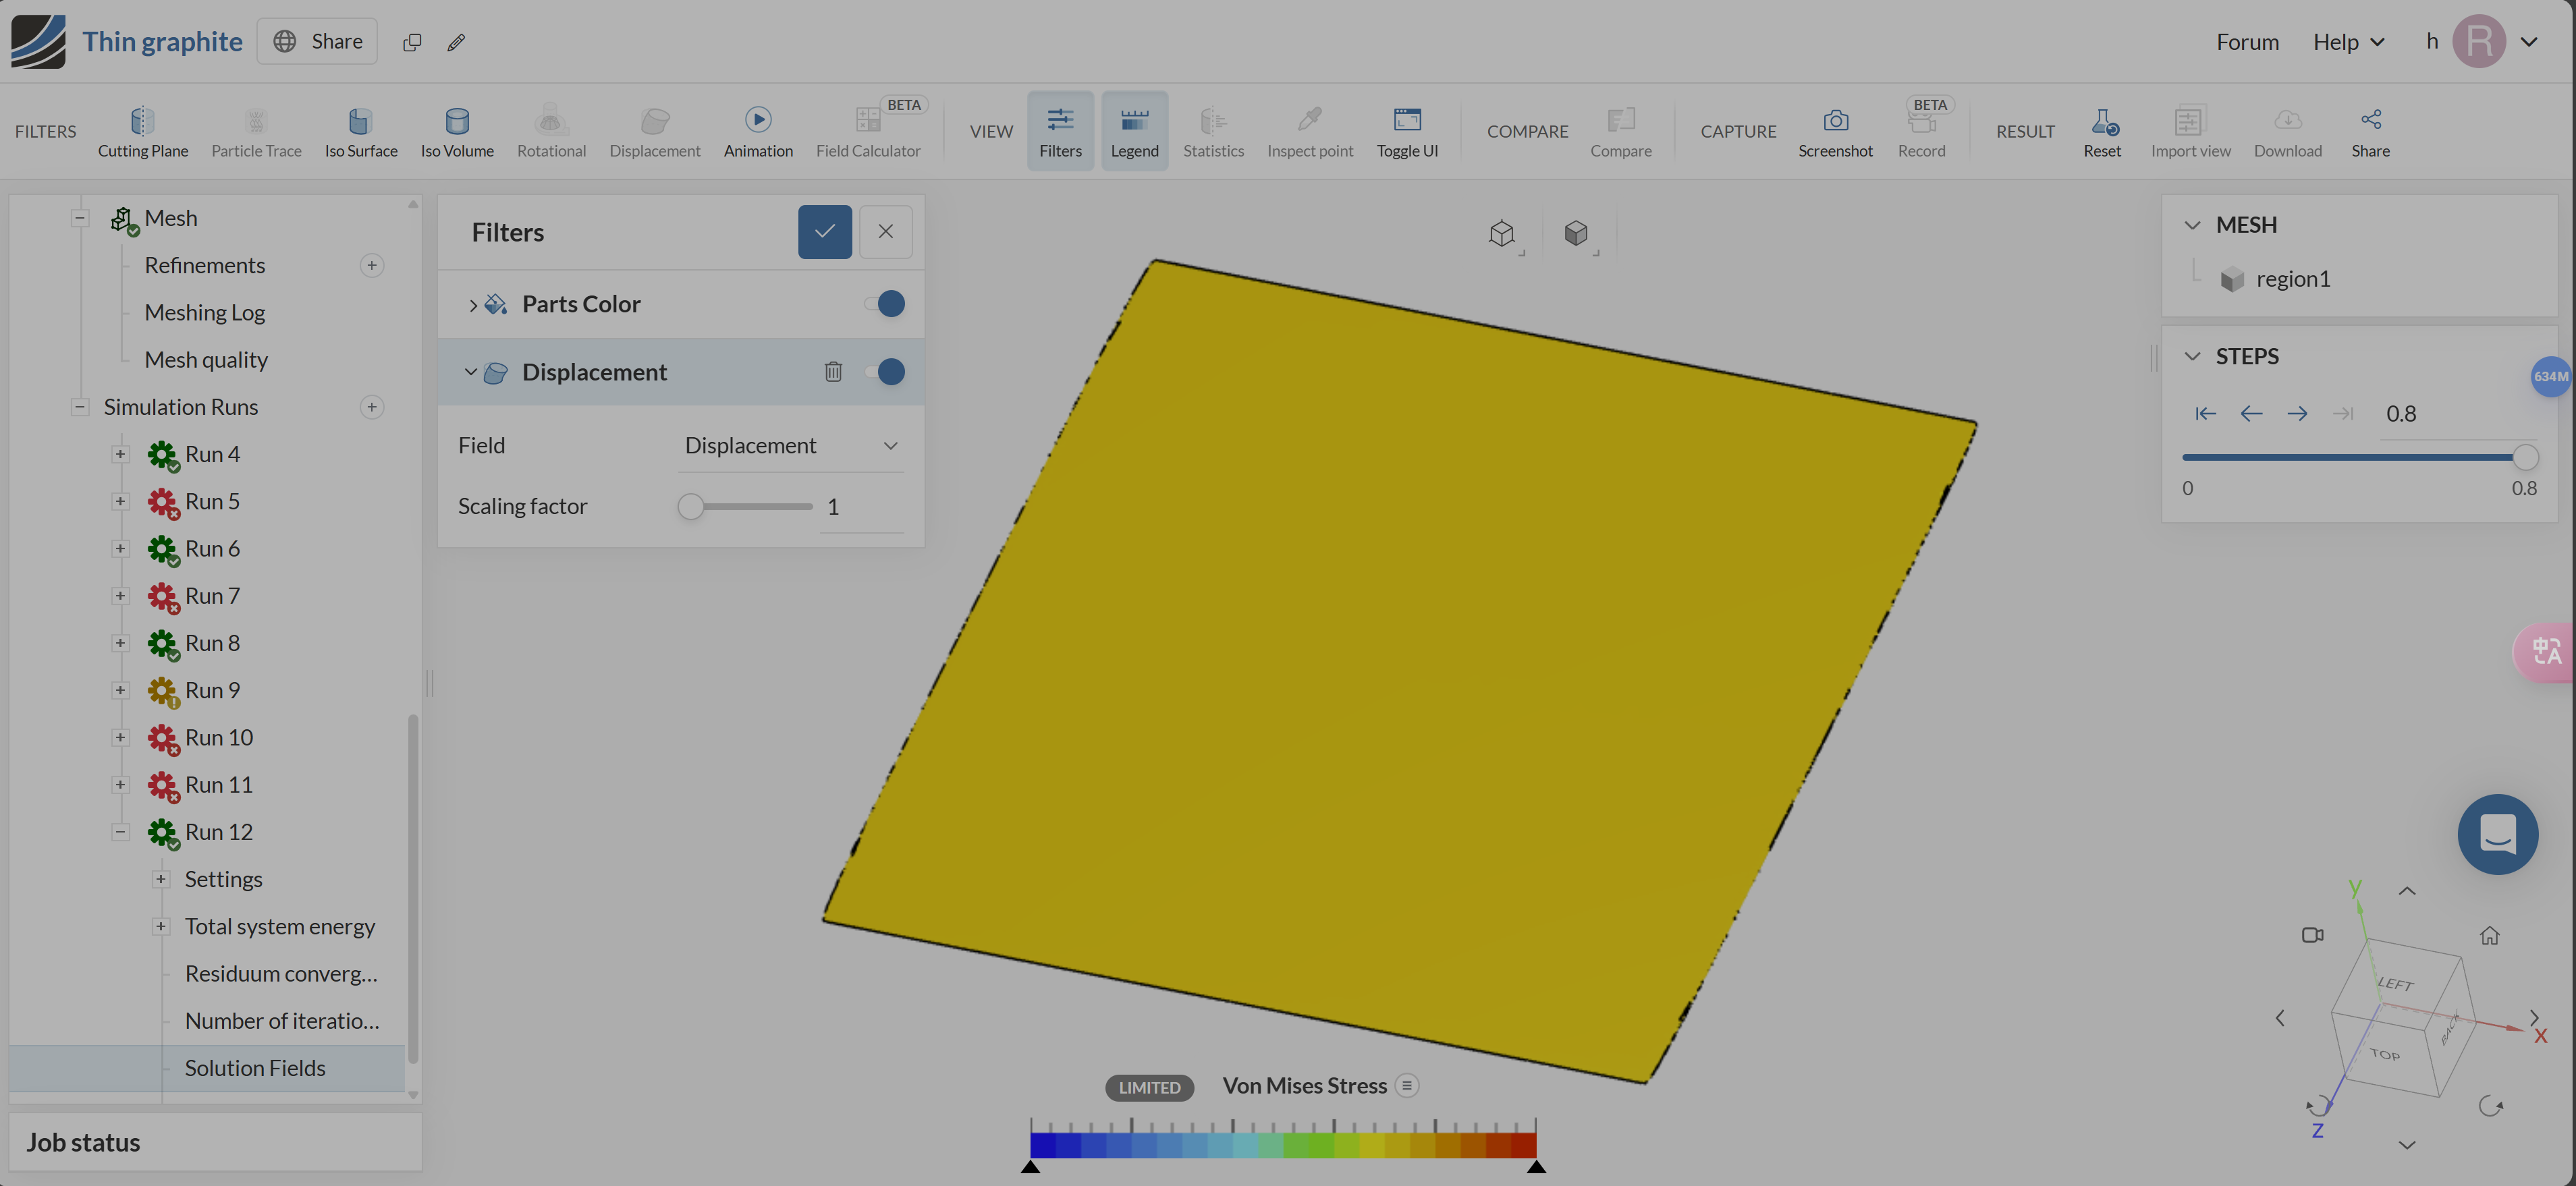 Thin graphite
Share
Forum
Help
h
R
FILTERS
Cutting Plane
Particle Trace
Iso Surface
Iso Volume
Rotational
Displacement
Animation
BETA
Field Calculator
VIEW
Filters
Legend
Statistics
Inspect point
Toggle UI
COMPARE
Compare
CAPTURE
Screenshot
BETA
Record
RESULT
Reset
Import view
Download
Share
Mesh
Refinements
Meshing Log
Mesh quality
Simulation Runs
Run 4
Run 5
Run 6
Run 7
Run 8
Run 9
Run 10
Run 11
Run 12
Settings
Total system energy
Residuum converg...
Number of iteratio...
Solution Fields
Job status
Filters
Parts Color
Displacement
Field Displacement
Scaling factor 1
LIMITED Von Mises Stress
MESH
region1
STEPS
634M
0.8
0 0.8
中A
y
LEFT
BACK
TOP
X
Z